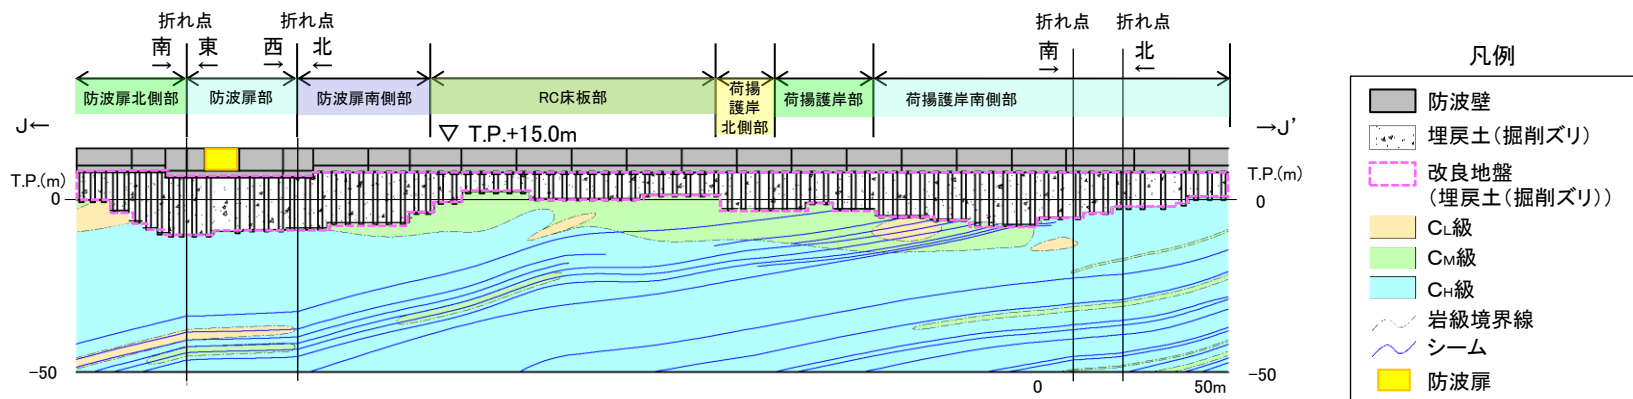 折れ点 折れ点 折れ点 折れ点
南 東 西 北 南 北
→ ← → ← → ←
防波扉北側部 防波扉部 防波扉南側部 RC床板部 荷揚護岸北側部 荷揚護岸部 荷揚護岸南側部
J← ▽ T.P.+15.0m →J’
T.P.(m) T.P.(m)
0 0
-50 -50
0 50m
凡例
防波壁
埋戻土(掘削ズリ)
改良地盤
(埋戻土(掘削ズリ))
CL級
CM級
CH級
岩級境界線
シーム
防波扉